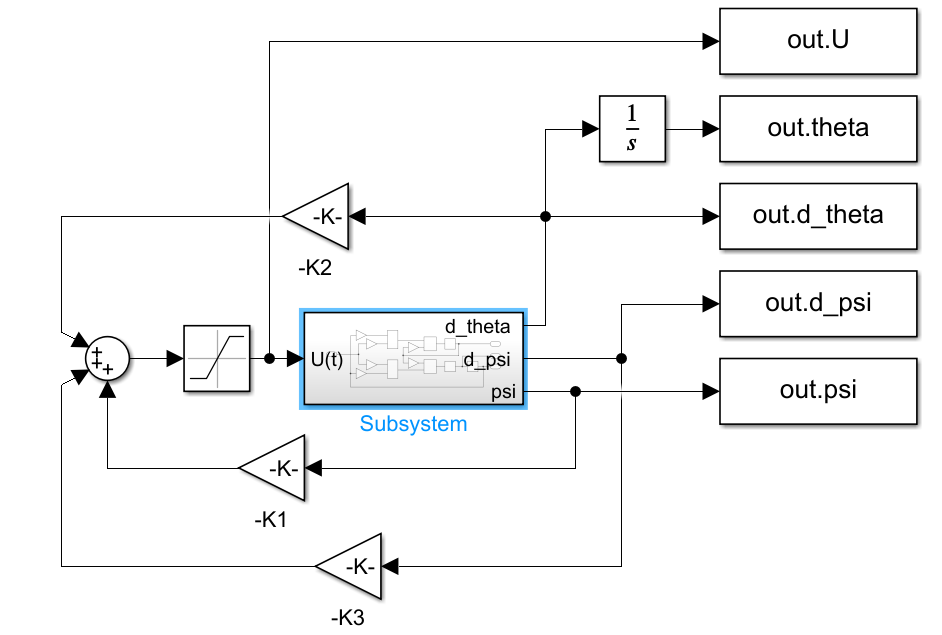 out.U
1
s
out.theta
-K-
out.d_theta
-K2
out.d_psi
d_theta
U(t)
d_psi
psi
out.psi
+
+
+
Subsystem
-K-
-K1
-K-
-K3